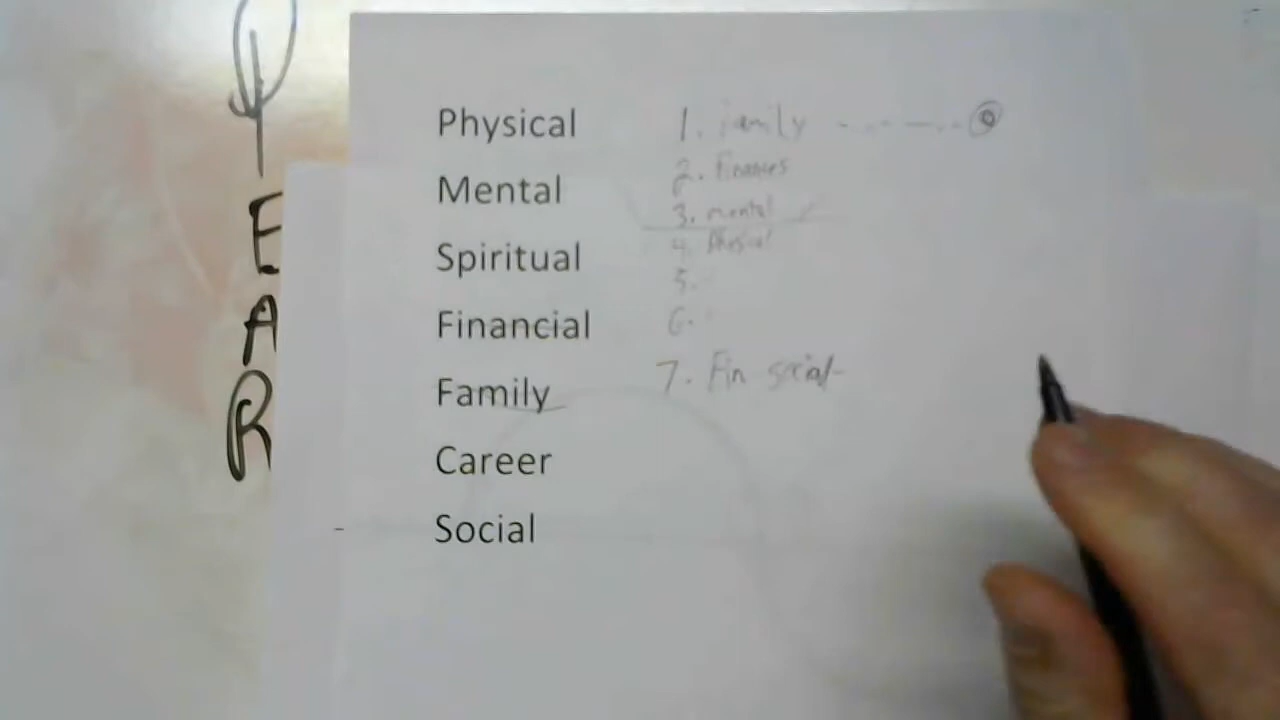 Physical
Mental
Spiritual
Financial
Family
Career
Social
1. family
2. Finances
3. mental
4. Physical
5.
6.
7. Fin social
E
A
R